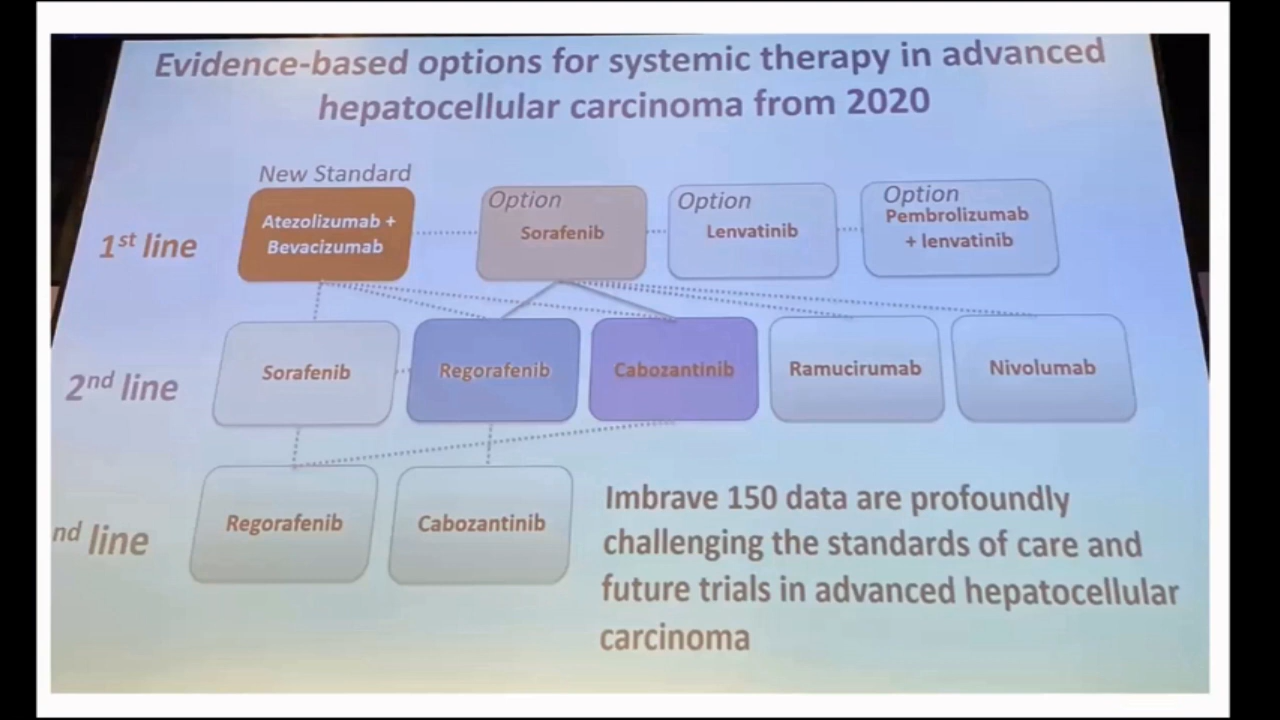 Evidence-based options for systemic therapy in advanced
hepatocellular carcinoma from 2020
New Standard
1st line
Atezolizumab +
Bevacizumab
Option
Sorafenib
Option
Lenvatinib
Option
Pembrolizumab
+ lenvatinib
2nd line
Sorafenib
Regorafenib
Cabozantinib
Ramucirumab
Nivolumab
nd line
Regorafenib
Cabozantinib
Imbrave 150 data are profoundly
challenging the standards of care and
future trials in advanced hepatocellular
carcinoma